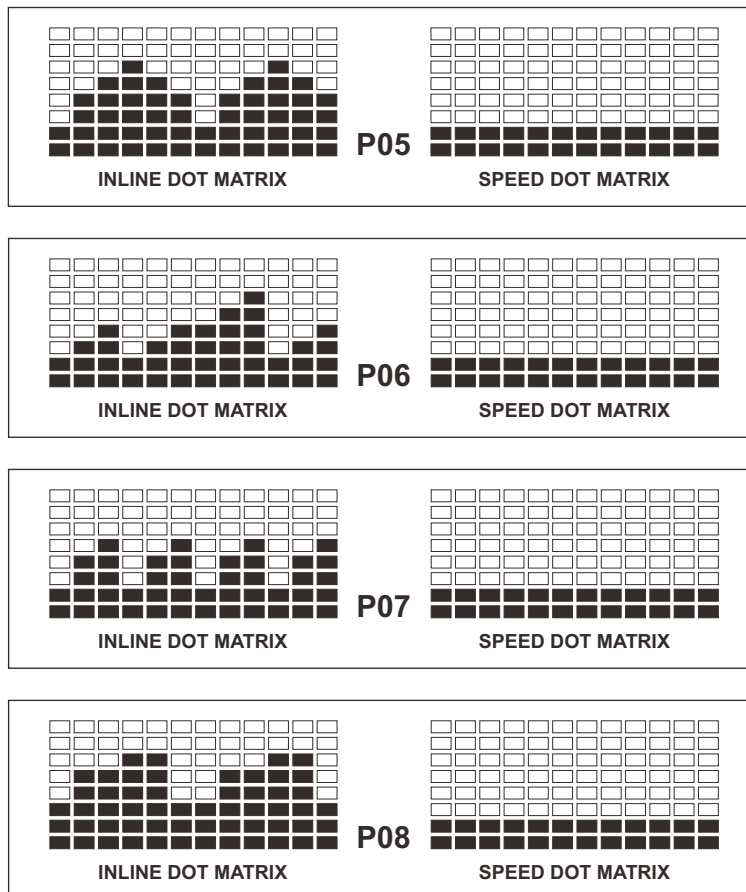 P05
INLINE DOT MATRIX SPEED DOT MATRIX
P06
INLINE DOT MATRIX SPEED DOT MATRIX
P07
INLINE DOT MATRIX SPEED DOT MATRIX
P08
INLINE DOT MATRIX SPEED DOT MATRIX